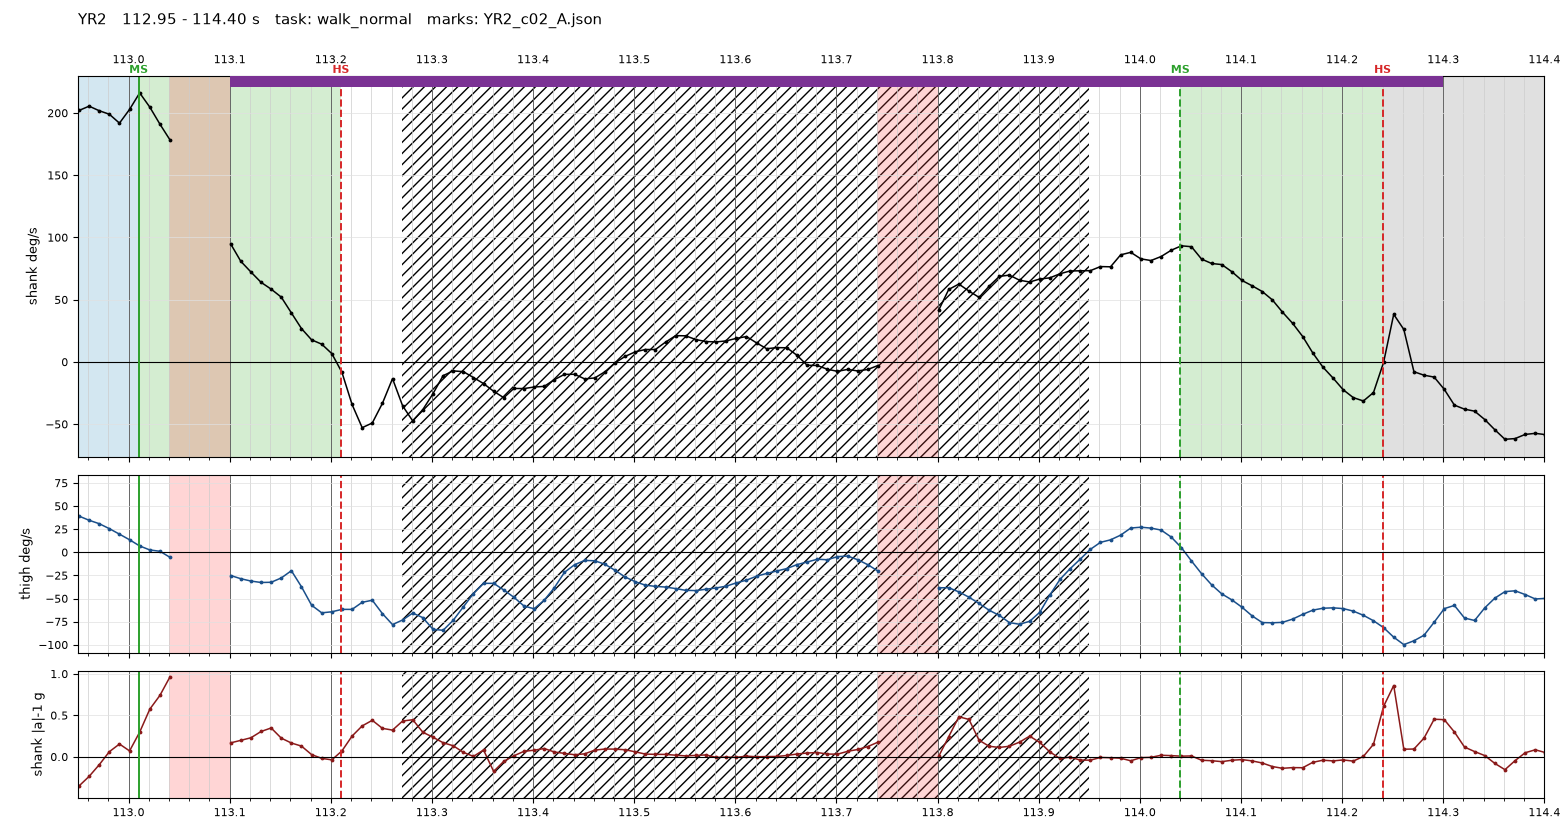 YR2   112.95 - 114.40 s   task: walk_normal   marks: YR2_c02_A.json
113.0 113.1 113.2 113.3 113.4 113.5 113.6 113.7 113.8 113.9 114.0 114.1 114.2 114.3 114.4
MS HS MS HS
shank deg/s
200
150
100
50
0
−50
thigh deg/s
75
50
25
0
−25
−50
−75
−100
shank |a|-1 g
1.0
0.5
0.0
113.0 113.1 113.2 113.3 113.4 113.5 113.6 113.7 113.8 113.9 114.0 114.1 114.2 114.3 114.4